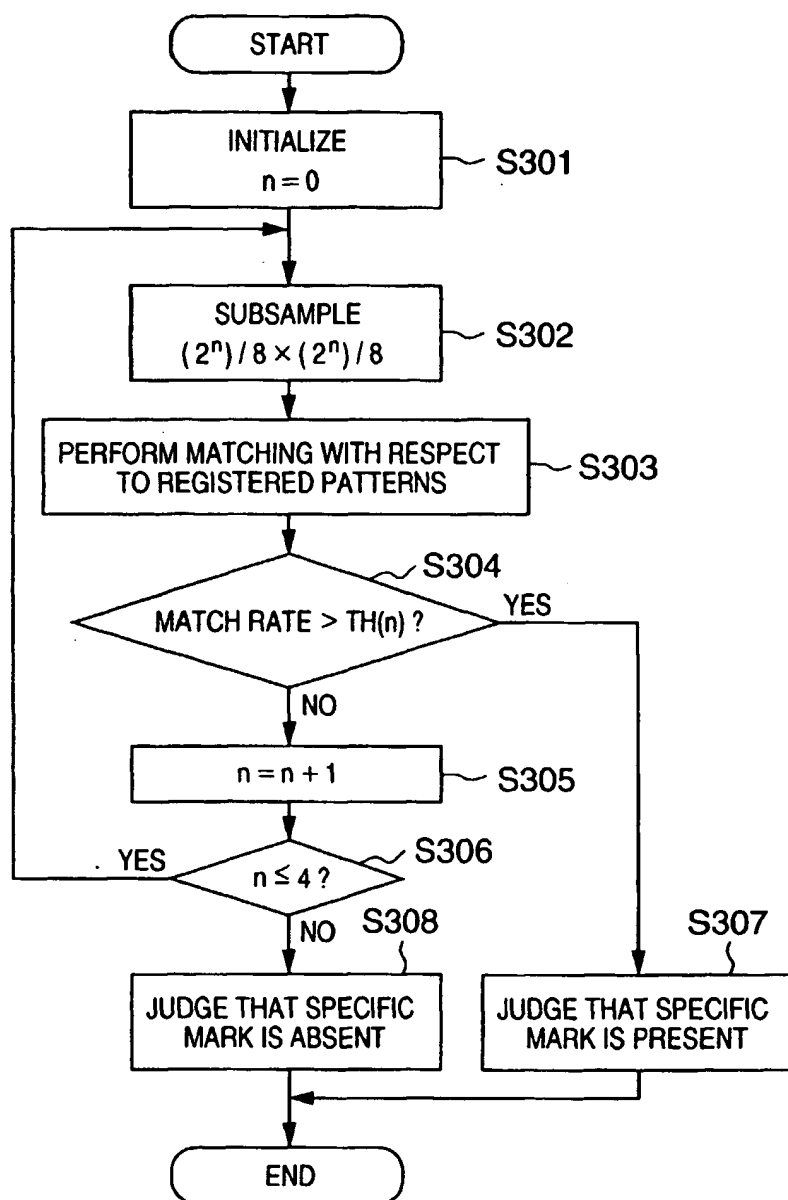 START
INITIALIZE
n = 0
S301
SUBSAMPLE
(2ⁿ) / 8 × (2ⁿ) / 8
S302
PERFORM MATCHING WITH RESPECT
TO REGISTERED PATTERNS
S303
S304
MATCH RATE > TH(n) ?
YES
NO
n = n + 1
S305
S306
YES
n ≤ 4 ?
NO
S308
S307
JUDGE THAT SPECIFIC
MARK IS ABSENT
JUDGE THAT SPECIFIC
MARK IS PRESENT
END